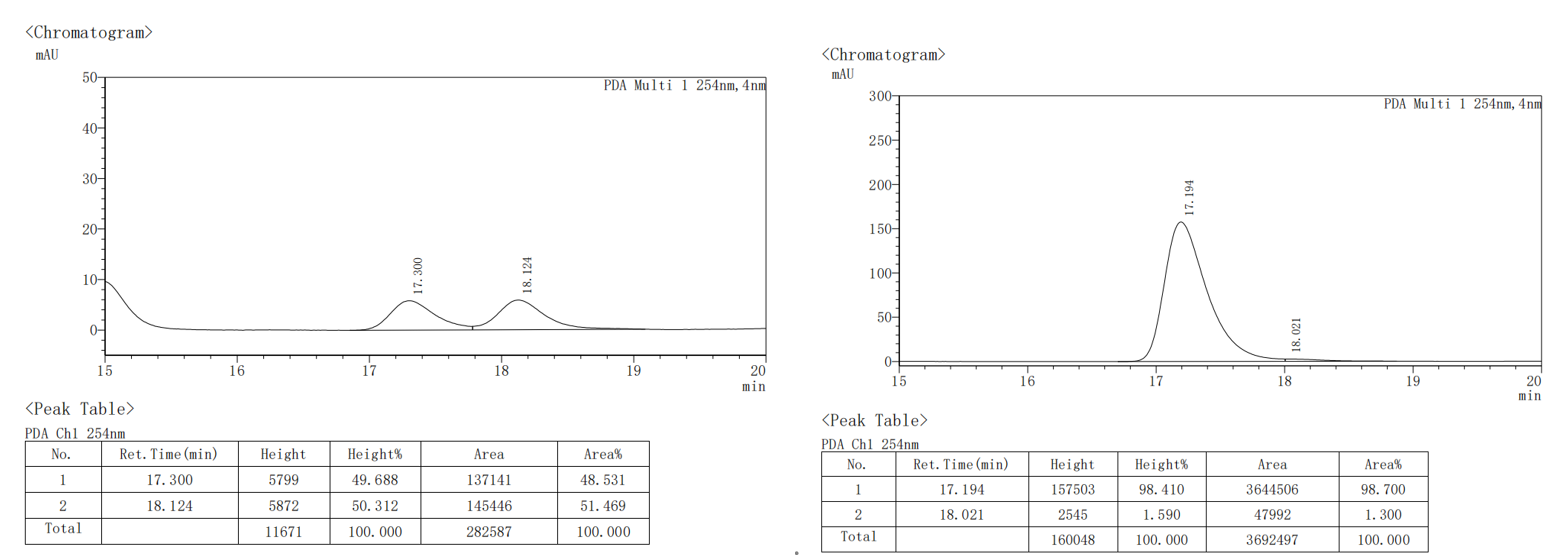 <Chromatogram>
mAU
PDA Multi 1 254nm,4nm
50
40
30
20
10
0
17.300
18.124
15 16 17 18 19 20
min
<Peak Table>
PDA Ch1 254nm
No. Ret.Time(min) Height Height% Area Area%
1 17.300 5799 49.688 137141 48.531
2 18.124 5872 50.312 145446 51.469
Total 11671 100.000 282587 100.000
<Chromatogram>
mAU
PDA Multi 1 254nm,4nm
300
250
200
150
100
50
0
17.194
18.021
15 16 17 18 19 20
min
<Peak Table>
PDA Ch1 254nm
No. Ret.Time(min) Height Height% Area Area%
1 17.194 157503 98.410 3644506 98.700
2 18.021 2545 1.590 47992 1.300
Total 160048 100.000 3692497 100.000